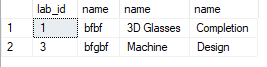 lab_id name name name
1 1 bfbf 3D Glasses Completion
2 3 bfgbf Machine Design